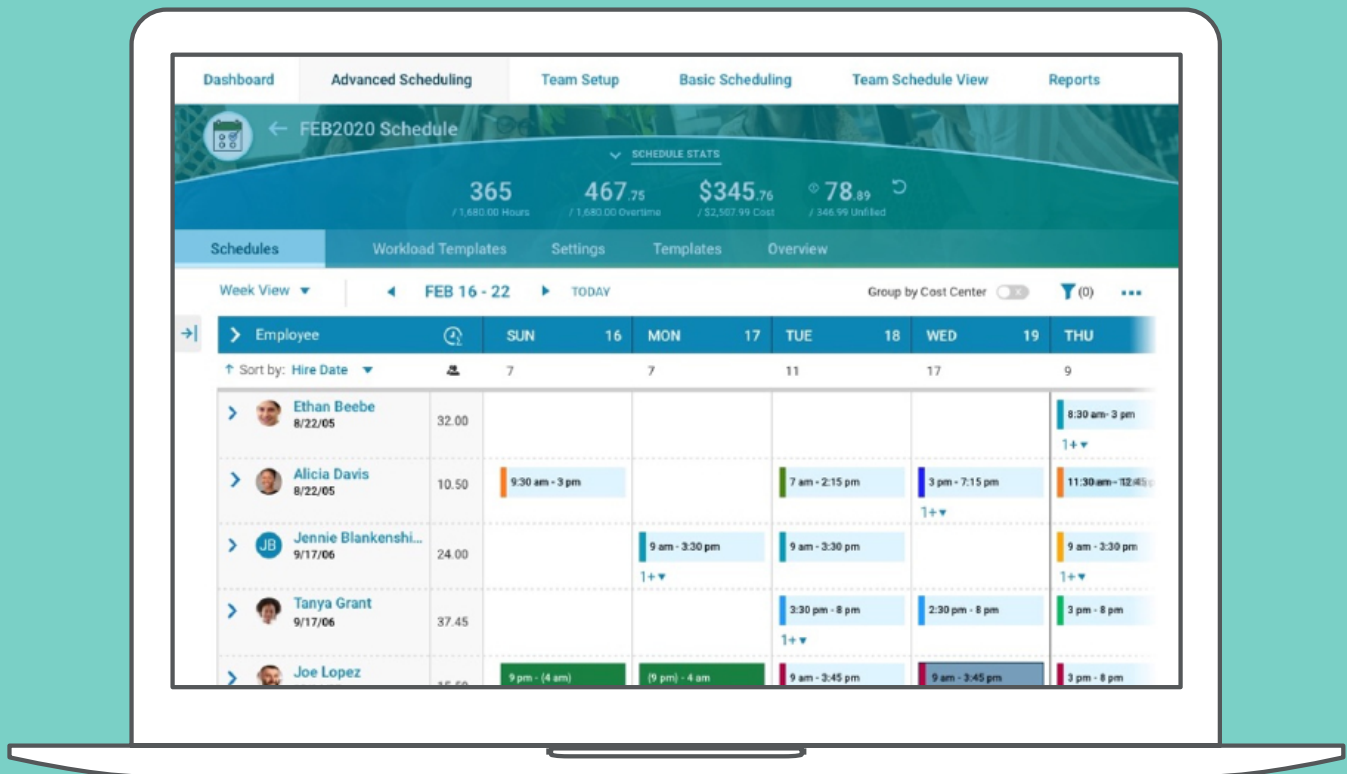 Dashboard Advanced Scheduling Team Setup Basic Scheduling Team Schedule View Reports
← FEB2020 Schedule
SCHEDULE STATS
365 467.75 $345.76 78.89
/ 1,680.00 Hours / 1,680.00 Overtime / $2,507.99 Cost / 346.99 Unfilled
Schedules Workload Templates Settings Templates Overview
Week View ▼ ◀ FEB 16 - 22 ▶ TODAY Group by Cost Center (0) •••
Employee SUN 16 MON 17 TUE 18 WED 19 THU
↑ Sort by: Hire Date ▼ 7 7 11 17 9
Ethan Beebe
8/22/05 32.00 8:30 am- 3 pm
1+▼
Alicia Davis
8/22/05 10.50 9:30 am - 3 pm 7 am - 2:15 pm 3 pm - 7:15 pm 11:30 am - 12:45 p
1+▼
JB Jennie Blankenshi...
9/17/06 24.00 9 am - 3:30 pm 9 am - 3:30 pm 9 am - 3:30 pm
1+▼ 1+▼
Tanya Grant
9/17/06 37.45 3:30 pm - 8 pm 2:30 pm - 8 pm 3 pm - 8 pm
1+▼
Joe Lopez
9 pm - (4 am) (9 pm) - 4 am 9 am - 3:45 pm 9 am - 3:45 pm 3 pm - 8 pm